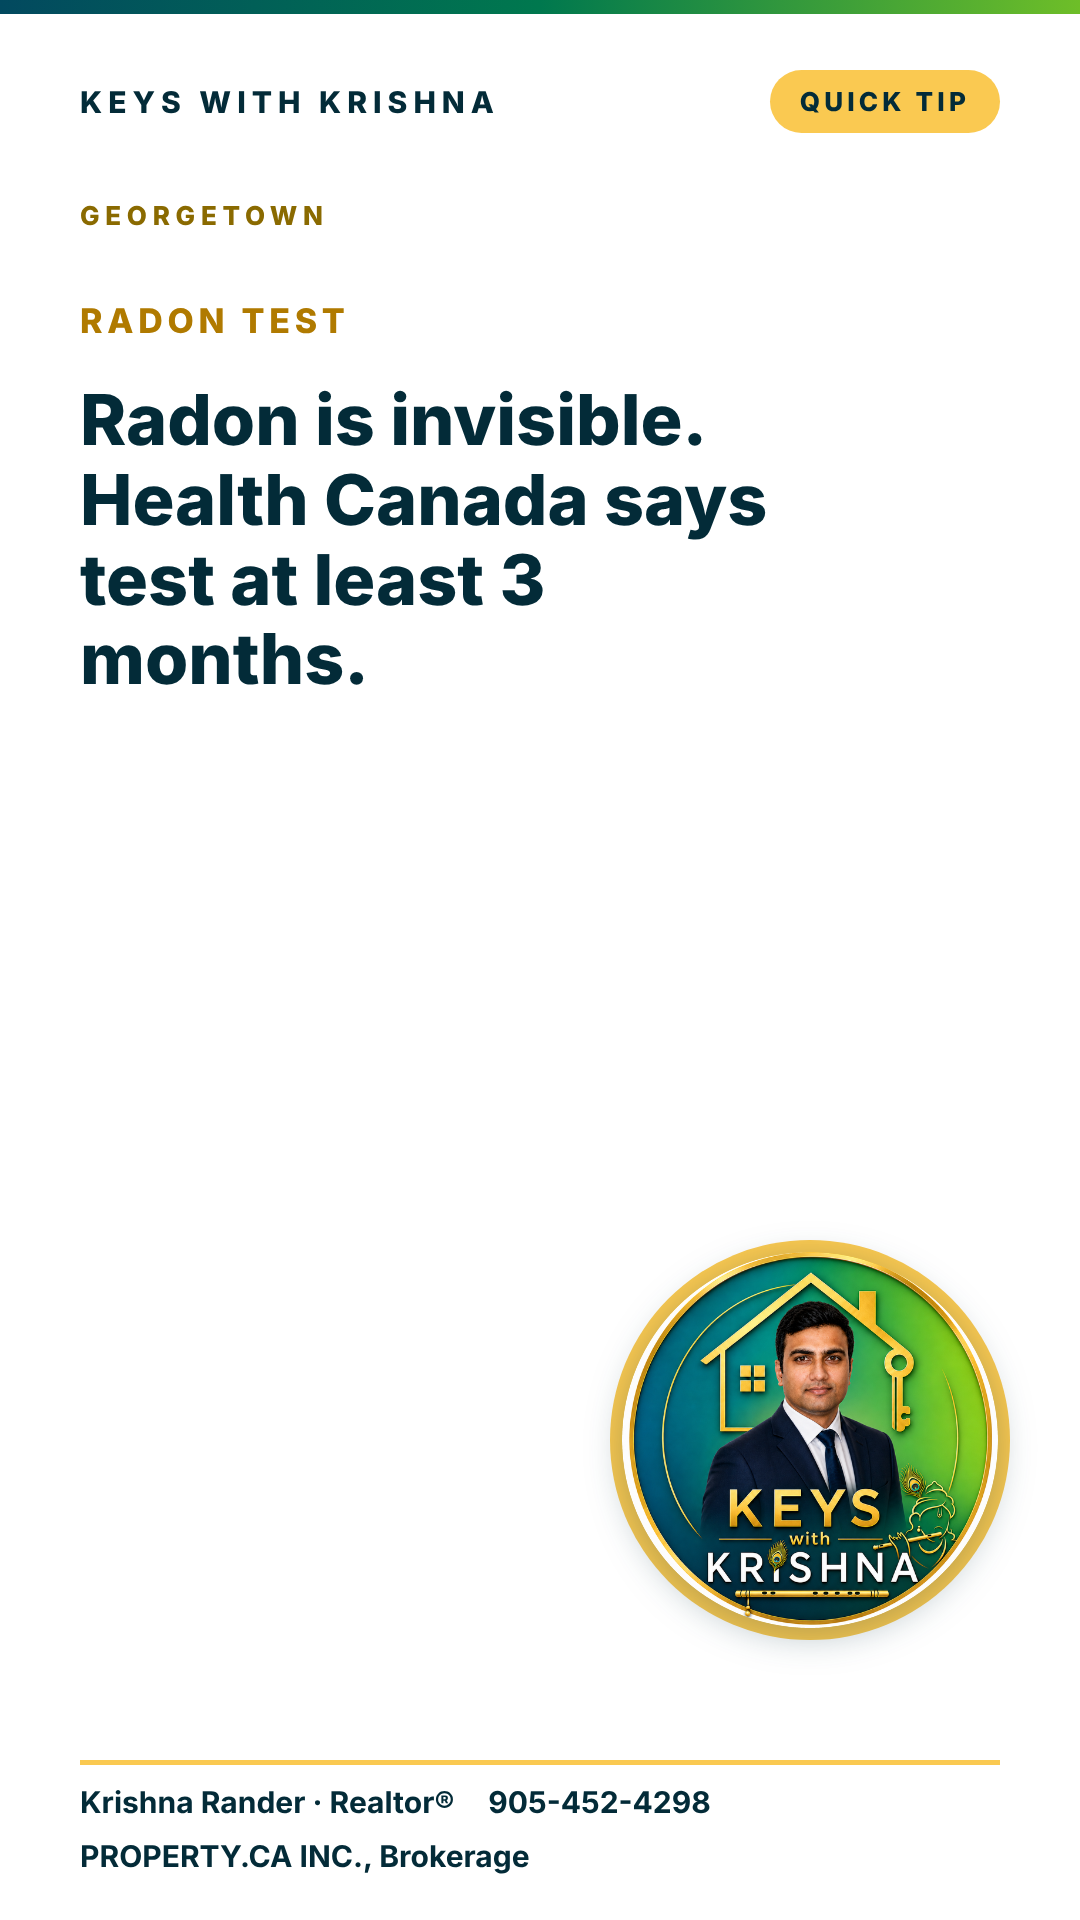 KEYS WITH KRISHNA
QUICK TIP
GEORGETOWN
RADON TEST
Radon is invisible.
Health Canada says
test at least 3
months.
KEYS
with
KRISHNA
Krishna Rander · Realtor® 905-452-4298
PROPERTY.CA INC., Brokerage